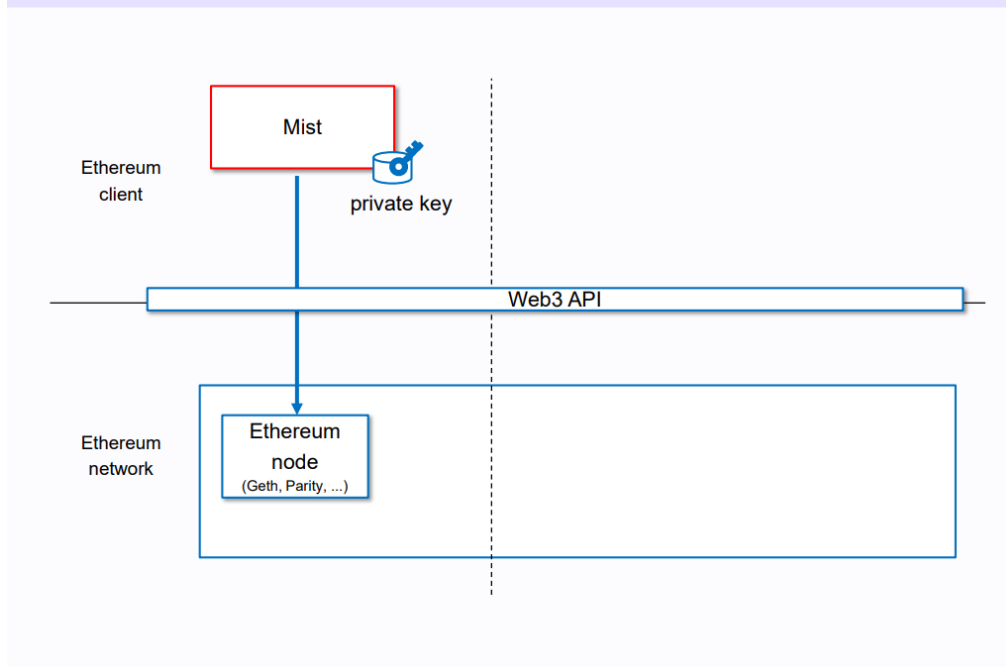 Mist
Ethereum
client
private key
Web3 API
Ethereum
network
Ethereum
node
(Geth, Parity, ...)